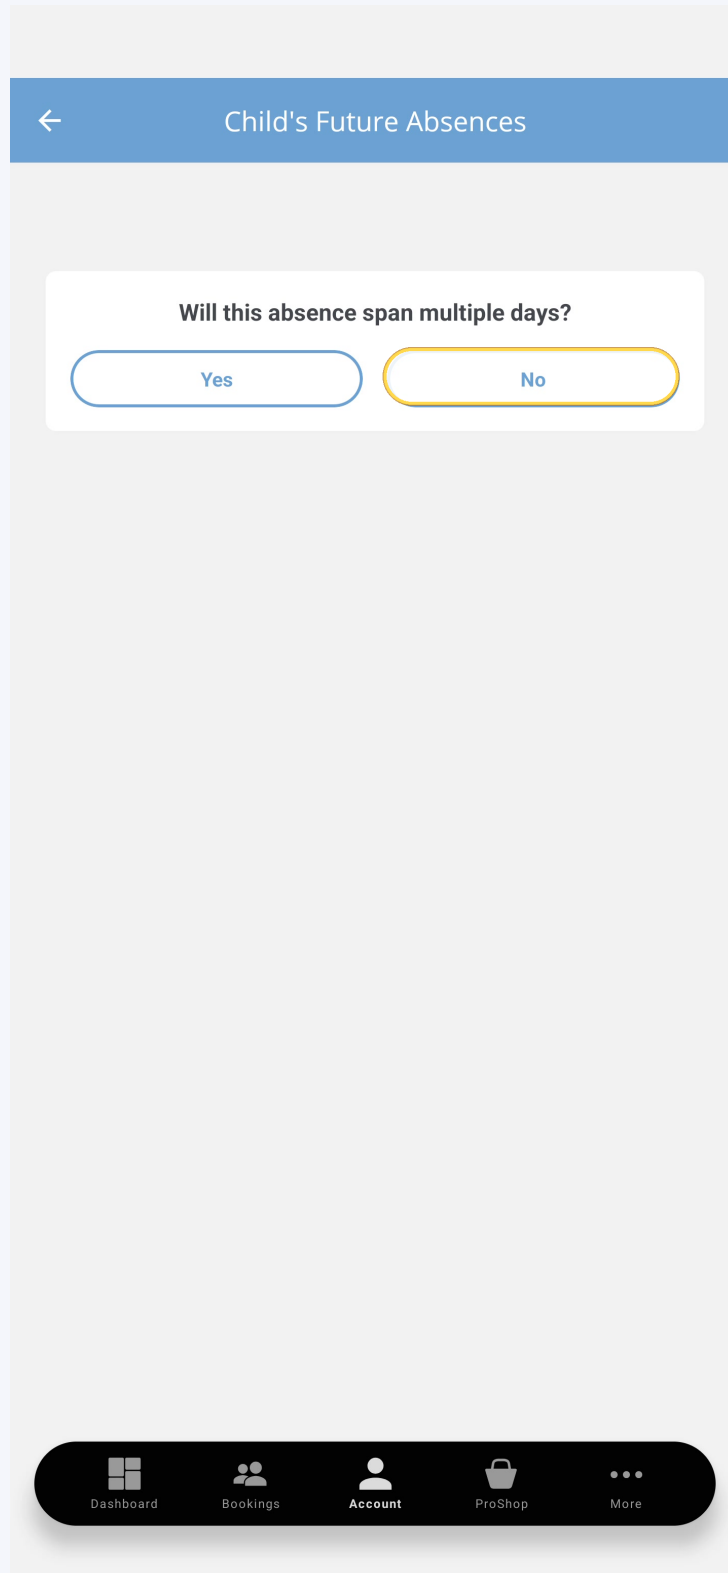 Child's Future Absences
Will this absence span multiple days?
Yes No
Dashboard Bookings Account ProShop More